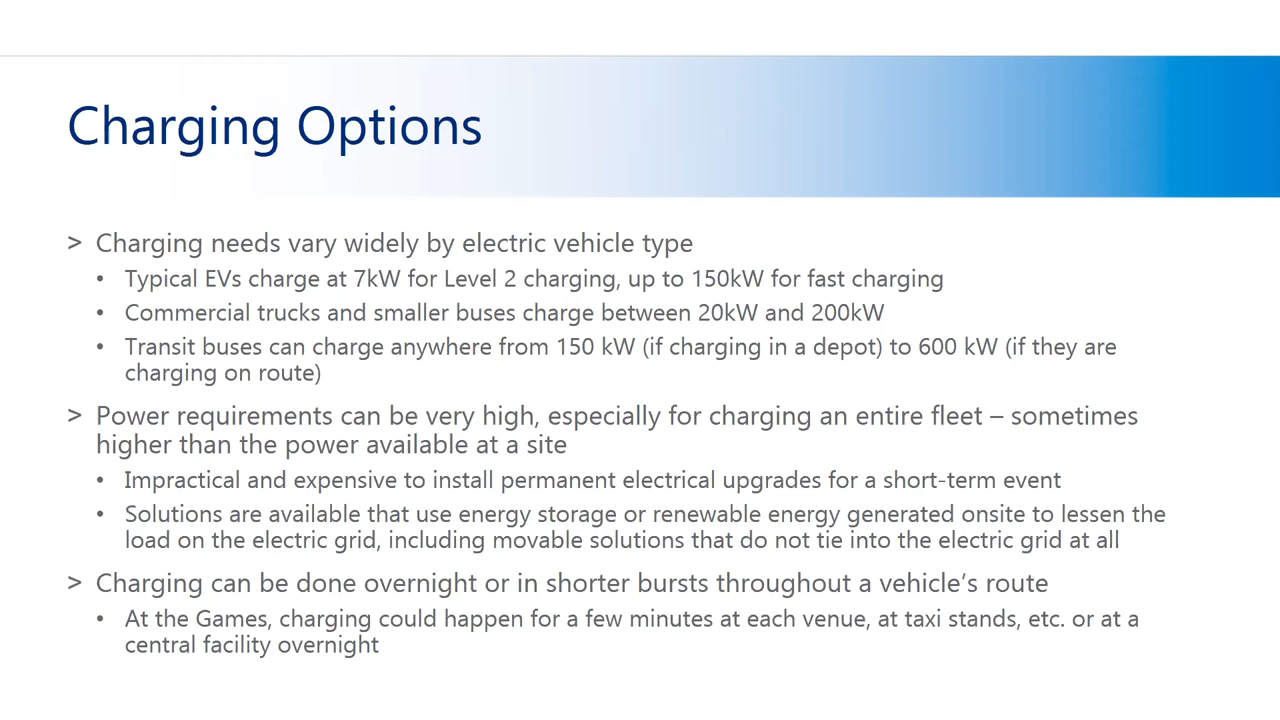 Charging Options
> Charging needs vary widely by electric vehicle type
• Typical EVs charge at 7kW for Level 2 charging, up to 150kW for fast charging
• Commercial trucks and smaller buses charge between 20kW and 200kW
• Transit buses can charge anywhere from 150 kW (if charging in a depot) to 600 kW (if they are
charging on route)
> Power requirements can be very high, especially for charging an entire fleet – sometimes
higher than the power available at a site
• Impractical and expensive to install permanent electrical upgrades for a short-term event
• Solutions are available that use energy storage or renewable energy generated onsite to lessen the
load on the electric grid, including movable solutions that do not tie into the electric grid at all
> Charging can be done overnight or in shorter bursts throughout a vehicle’s route
• At the Games, charging could happen for a few minutes at each venue, at taxi stands, etc. or at a
central facility overnight